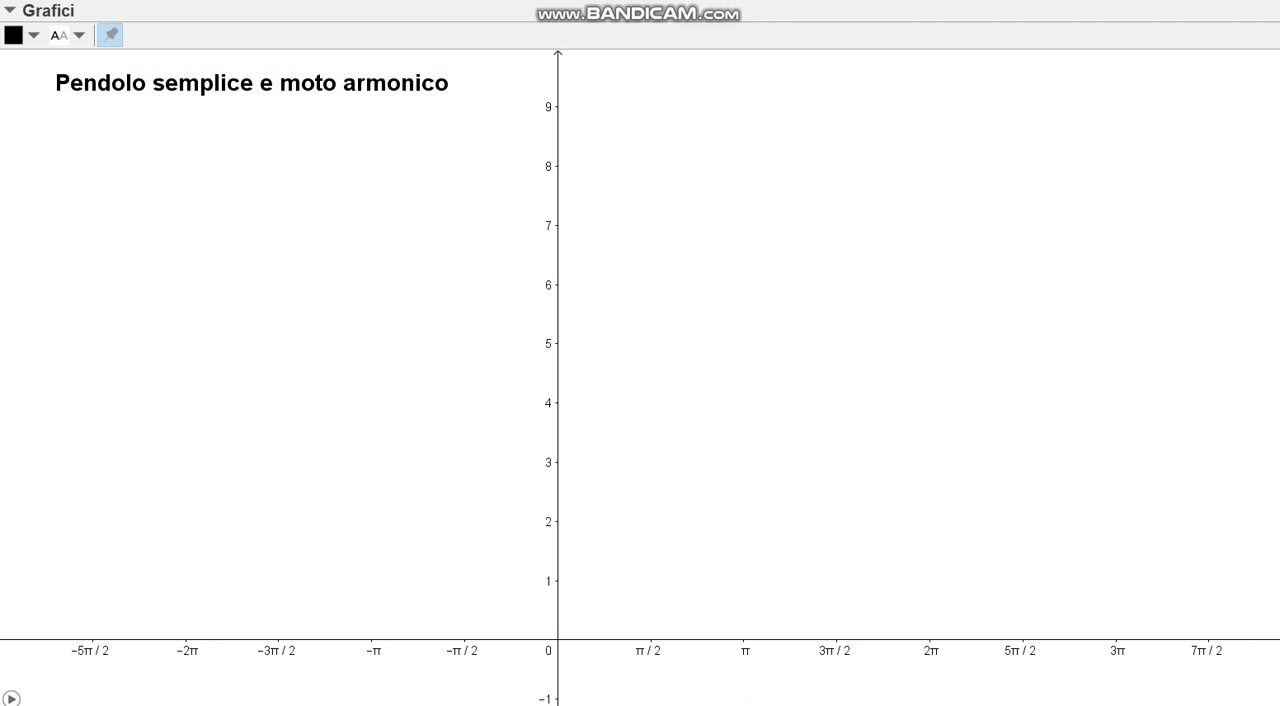 Grafici
www.BANDICAM.com
AA
Pendolo semplice e moto armonico
9
8
7
6
5
4
3
2
1
−5π / 2 −2π −3π / 2 −π −π / 2 0 π / 2 π 3π / 2 2π 5π / 2 3π 7π / 2
−1